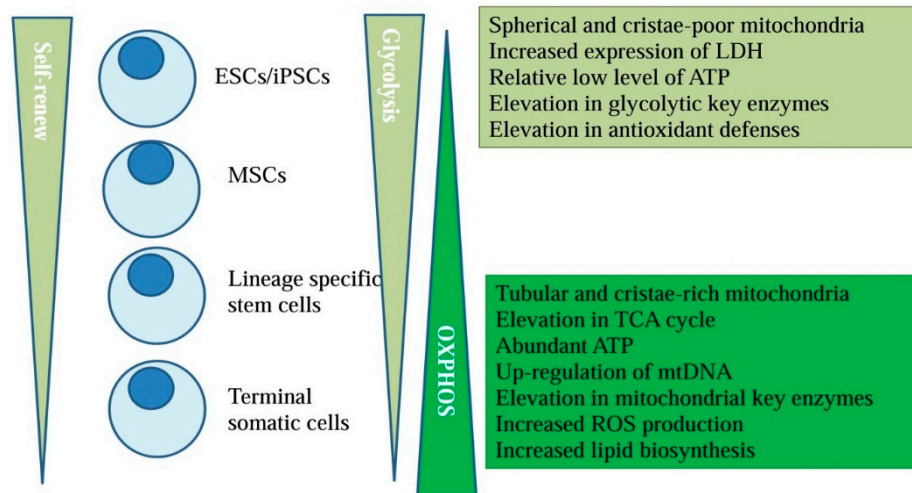 Self-renew
ESCs/iPSCs
MSCs
Lineage specific
stem cells
Terminal
somatic cells
Glycolysis
OXPHOS
Spherical and cristae-poor mitochondria
Increased expression of LDH
Relative low level of ATP
Elevation in glycolytic key enzymes
Elevation in antioxidant defenses
Tubular and cristae-rich mitochondria
Elevation in TCA cycle
Abundant ATP
Up-regulation of mtDNA
Elevation in mitochondrial key enzymes
Increased ROS production
Increased lipid biosynthesis